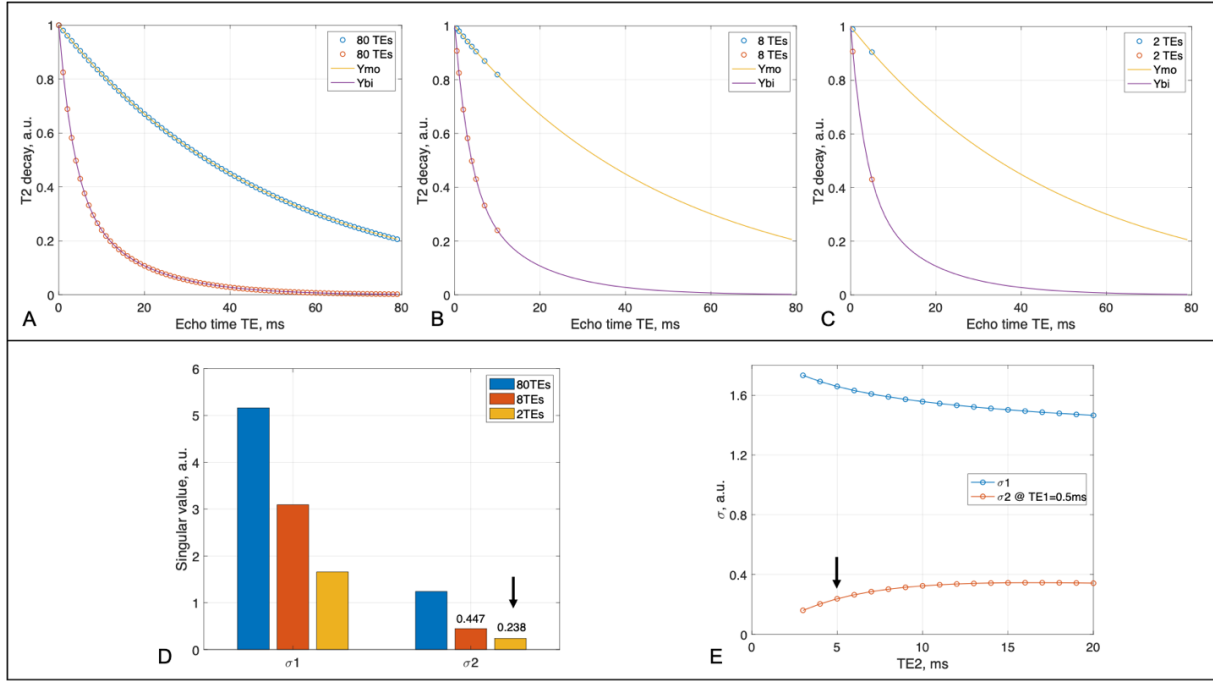 1
0.8
0.6
0.4
0.2
0
T2 decay, a.u.
0 20 40 60 80
Echo time TE, ms
80 TEs
80 TEs
Ymo
Ybi
A
1
0.8
0.6
0.4
0.2
0
T2 decay, a.u.
0 20 40 60 80
Echo time TE, ms
8 TEs
8 TEs
Ymo
Ybi
B
1
0.8
0.6
0.4
0.2
0
T2 decay, a.u.
0 20 40 60 80
Echo time TE, ms
2 TEs
2 TEs
Ymo
Ybi
C
6
5
4
3
2
1
0
Singular value, a.u.
80TEs
8TEs
2TEs
0.447
0.238
σ1 σ2
D
1.6
1.2
0.8
0.4
0
σ, a.u.
σ1
σ2 @ TE1=0.5ms
0 5 10 15 20
TE2, ms
E